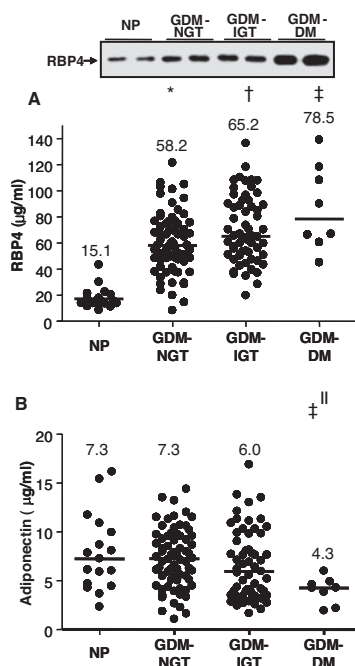 NP GDM- NGT GDM- IGT GDM- DM
RBP4
A * † ‡
RBP4 (µg/ml)
140
120
100
80
60
40
20
0
15.1 58.2 65.2 78.5
NP GDM- NGT GDM- IGT GDM- DM
B ‡ II
Adiponectin ( µg/ml)
20
15
10
5
0
7.3 7.3 6.0 4.3
NP GDM- NGT GDM- IGT GDM- DM